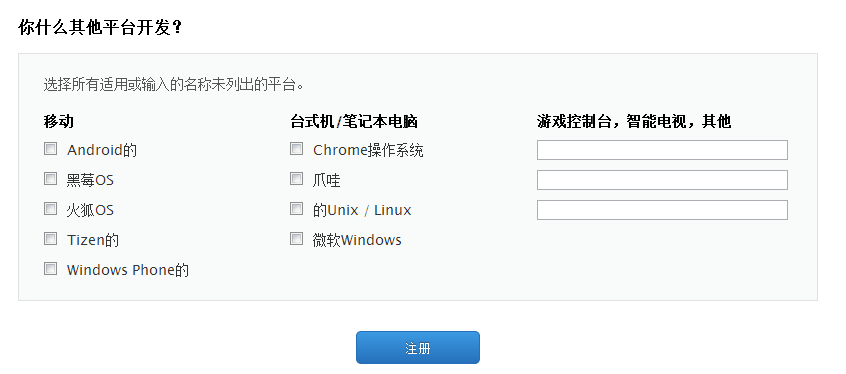 你什么其他平台开发？
选择所有适用或输入的名称未列出的平台。
移动
Android的
黑莓OS
火狐OS
Tizen的
Windows Phone的
台式机/笔记本电脑
Chrome操作系统
爪哇
的Unix / Linux
微软Windows
游戏控制台，智能电视，其他
注册